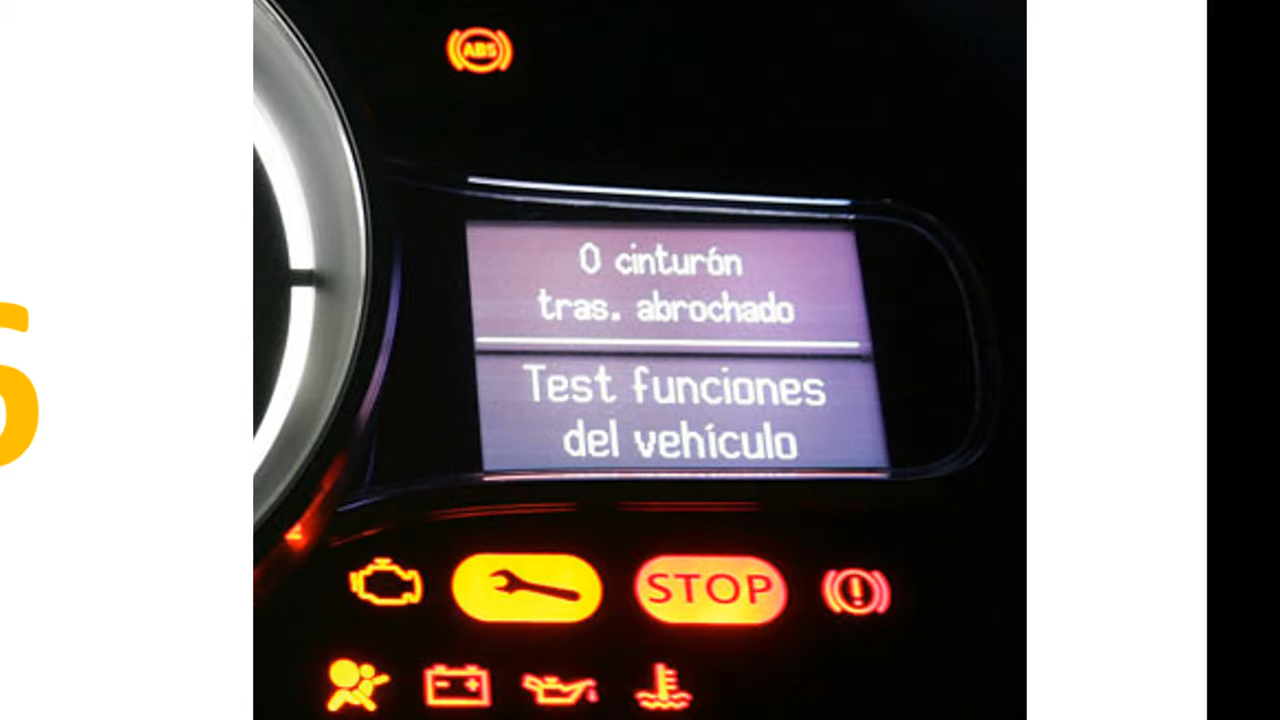 ABS
0 cinturón
tras. abrochado
Test funciones
del vehículo
STOP